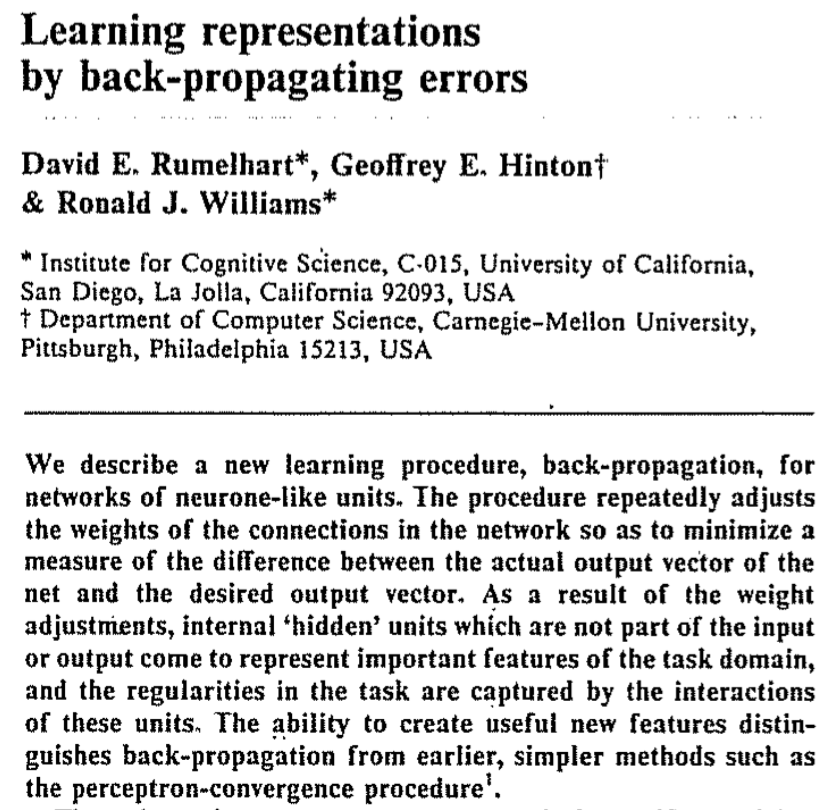 Learning representations
by back-propagating errors
David E. Rumelhart*, Geoffrey E. Hinton†
& Ronald J. Williams*
* Institute for Cognitive Science, C-015, University of California,
San Diego, La Jolla, California 92093, USA
† Department of Computer Science, Carnegie-Mellon University,
Pittsburgh, Philadelphia 15213, USA
We describe a new learning procedure, back-propagation, for
networks of neurone-like units. The procedure repeatedly adjusts
the weights of the connections in the network so as to minimize a
measure of the difference between the actual output vector of the
net and the desired output vector. As a result of the weight
adjustments, internal ‘hidden’ units which are not part of the input
or output come to represent important features of the task domain,
and the regularities in the task are captured by the interactions
of these units. The ability to create useful new features distin-
guishes back-propagation from earlier, simpler methods such as
the perceptron-convergence procedure¹.